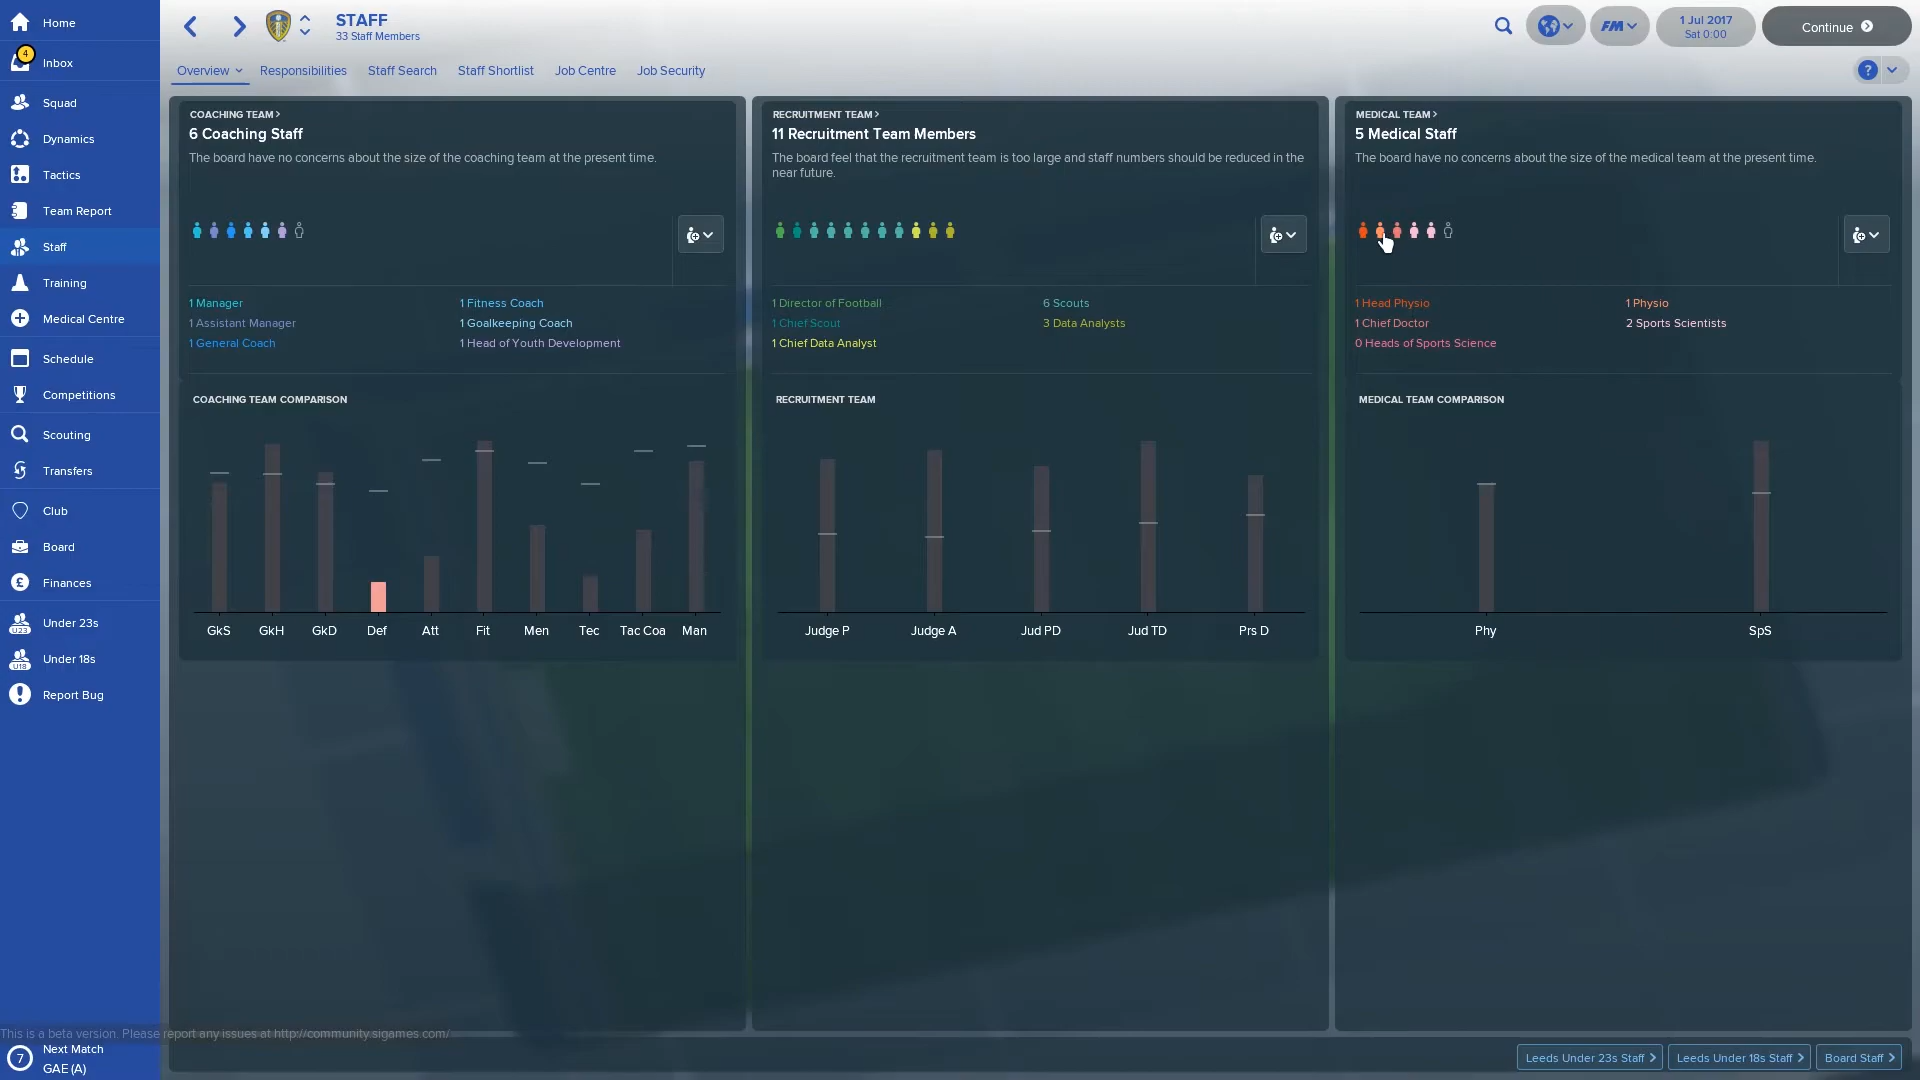 Home
4
Inbox
Squad
Dynamics
Tactics
Team Report
Staff
Training
Medical Centre
Schedule
Competitions
Scouting
Transfers
Club
Board
Finances
U23
Under 23s
U18
Under 18s
Report Bug
This is a beta version. Please report any issues at http://community.sigames.com/
7
Next Match
GAE (A)
STAFF
33 Staff Members
FM
1 Jul 2017
Sat 0:00
Continue
Overview
Responsibilities
Staff Search
Staff Shortlist
Job Centre
Job Security
?
COACHING TEAM >
6 Coaching Staff
The board have no concerns about the size of the coaching team at the present time.
1 Manager
1 Fitness Coach
1 Assistant Manager
1 Goalkeeping Coach
1 General Coach
1 Head of Youth Development
COACHING TEAM COMPARISON
GkS GkH GkD Def Att Fit Men Tec Tac Coa Man
RECRUITMENT TEAM >
11 Recruitment Team Members
The board feel that the recruitment team is too large and staff numbers should be reduced in the
near future.
1 Director of Football
6 Scouts
1 Chief Scout
3 Data Analysts
1 Chief Data Analyst
RECRUITMENT TEAM
Judge P Judge A Jud PD Jud TD Prs D
MEDICAL TEAM >
5 Medical Staff
The board have no concerns about the size of the medical team at the present time.
1 Head Physio
1 Physio
1 Chief Doctor
2 Sports Scientists
0 Heads of Sports Science
MEDICAL TEAM COMPARISON
Phy SpS
Leeds Under 23s Staff >
Leeds Under 18s Staff >
Board Staff >